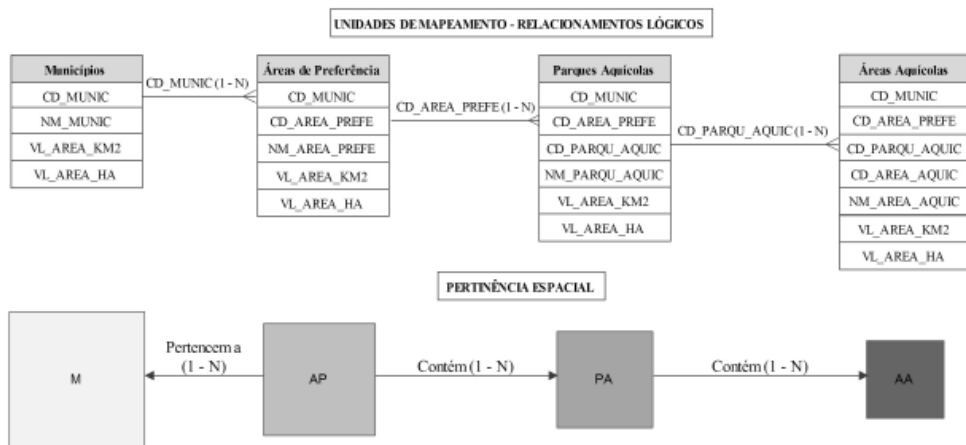 UNIDADES DE MAPEAMENTO - RELACIONAMENTOS LÓGICOS
Municípios
CD_MUNIC
NM_MUNIC
VL_AREA_KM2
VL_AREA_HA
CD_MUNIC (1 - N)
Áreas de Preferência
CD_MUNIC
CD_AREA_PREFE
NM_AREA_PREFE
VL_AREA_KM2
VL_AREA_HA
CD_AREA_PREFE (1 - N)
Parques Aquícolas
CD_MUNIC
CD_AREA_PREFE
CD_PARQU_AQUIC
NM_PARQU_AQUIC
VL_AREA_KM2
VL_AREA_HA
CD_PARQU_AQUIC (1 - N)
Áreas Aquícolas
CD_MUNIC
CD_AREA_PREFE
CD_PARQU_AQUIC
CD_AREA_AQUIC
NM_AREA_AQUIC
VL_AREA_KM2
VL_AREA_HA
PERTINÊNCIA ESPACIAL
M
Pertencem a
(1 - N)
AP
Contém (1 - N)
PA
Contém (1 - N)
AA